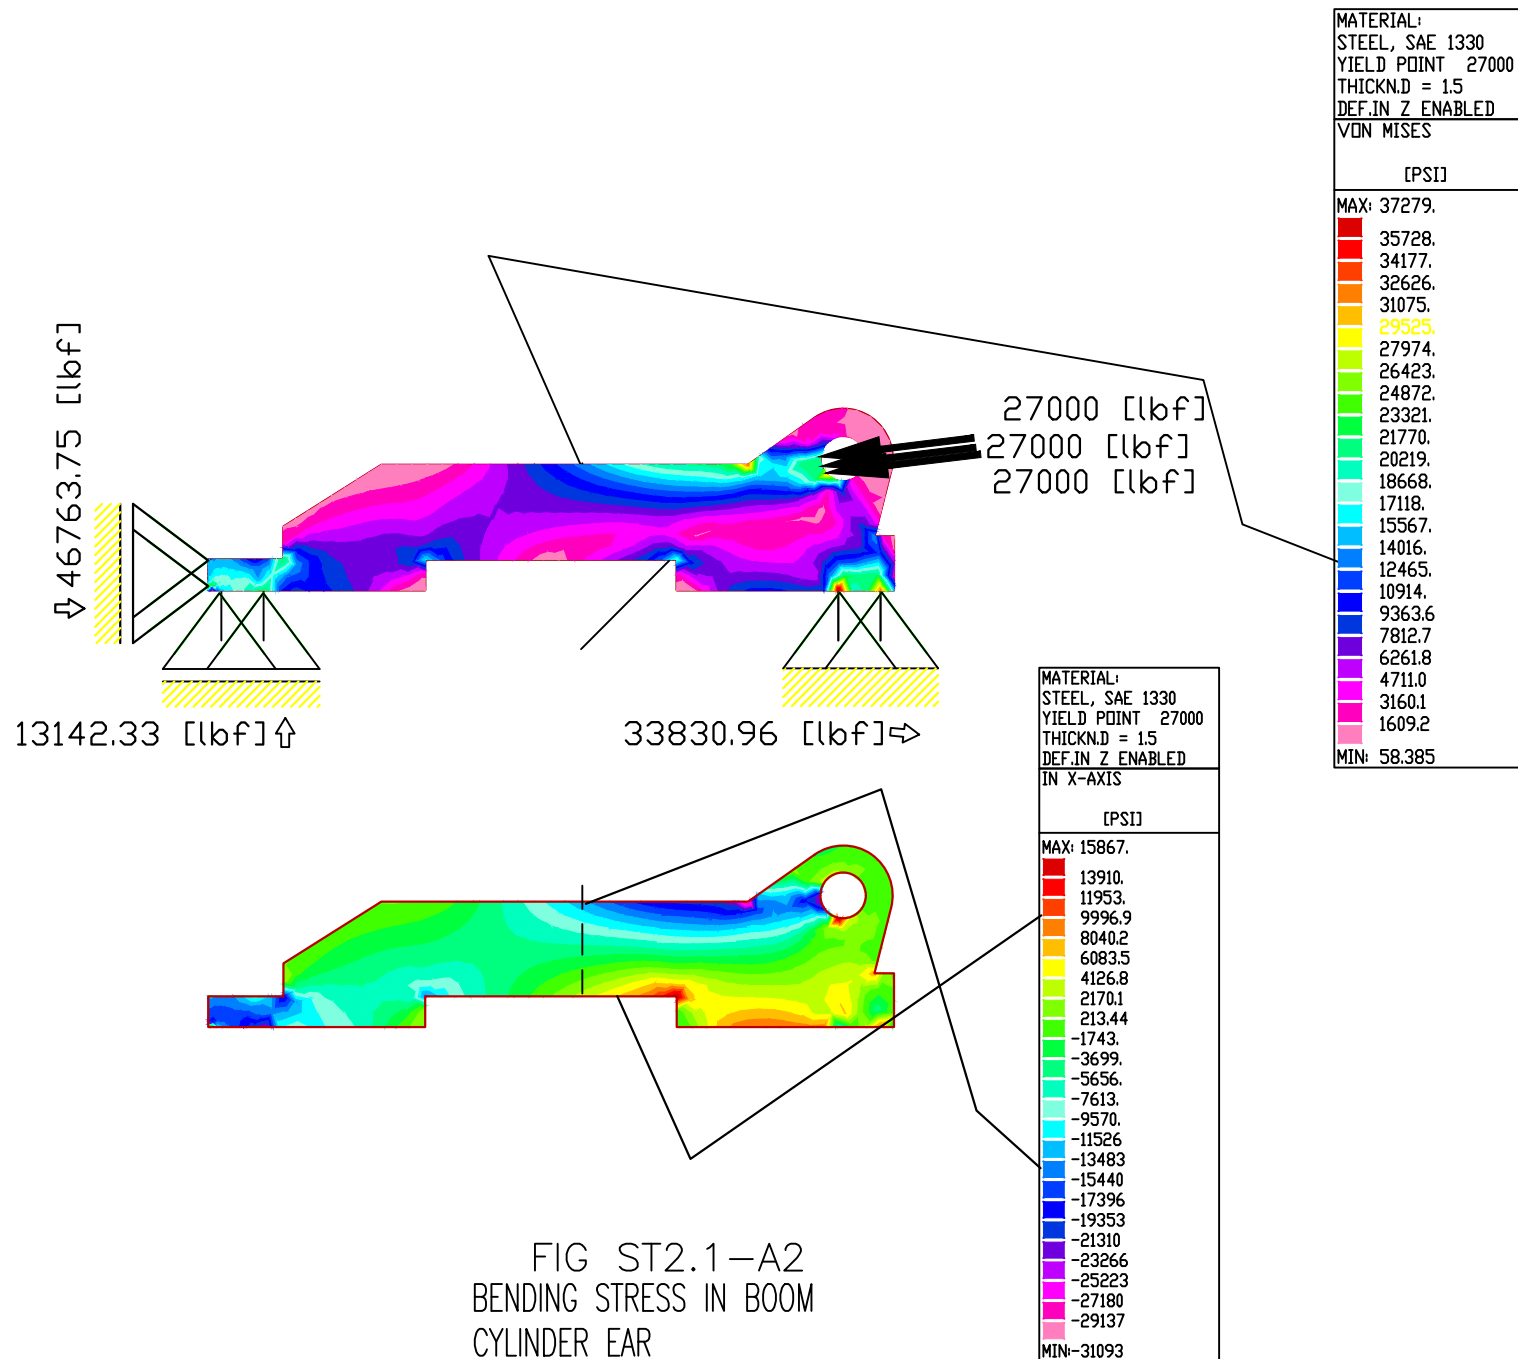 MATERIAL:
STEEL, SAE 1330
YIELD POINT 27000
THICKN.D = 1.5
DEF.IN Z ENABLED
VON MISES
[PSI]
MAX: 37279.
35728.
34177.
32626.
31075.
29525.
27974.
26423.
24872.
23321.
21770.
20219.
18668.
17118.
15567.
14016.
12465.
10914.
9363.6
7812.7
6261.8
4711.0
3160.1
1609.2
MIN: 58.385
46763.75 [lbf]
27000 [lbf]
27000 [lbf]
27000 [lbf]
13142.33 [lbf]
33830.96 [lbf]
MATERIAL:
STEEL, SAE 1330
YIELD POINT 27000
THICKN.D = 1.5
DEF.IN Z ENABLED
IN X-AXIS
[PSI]
MAX: 15867.
13910.
11953.
9996.9
8040.2
6083.5
4126.8
2170.1
213.44
-1743.
-3699.
-5656.
-7613.
-9570.
-11526
-13483
-15440
-17396
-19353
-21310
-23266
-25223
-27180
-29137
MIN:-31093
FIG ST2.1-A2
BENDING STRESS IN BOOM
CYLINDER EAR